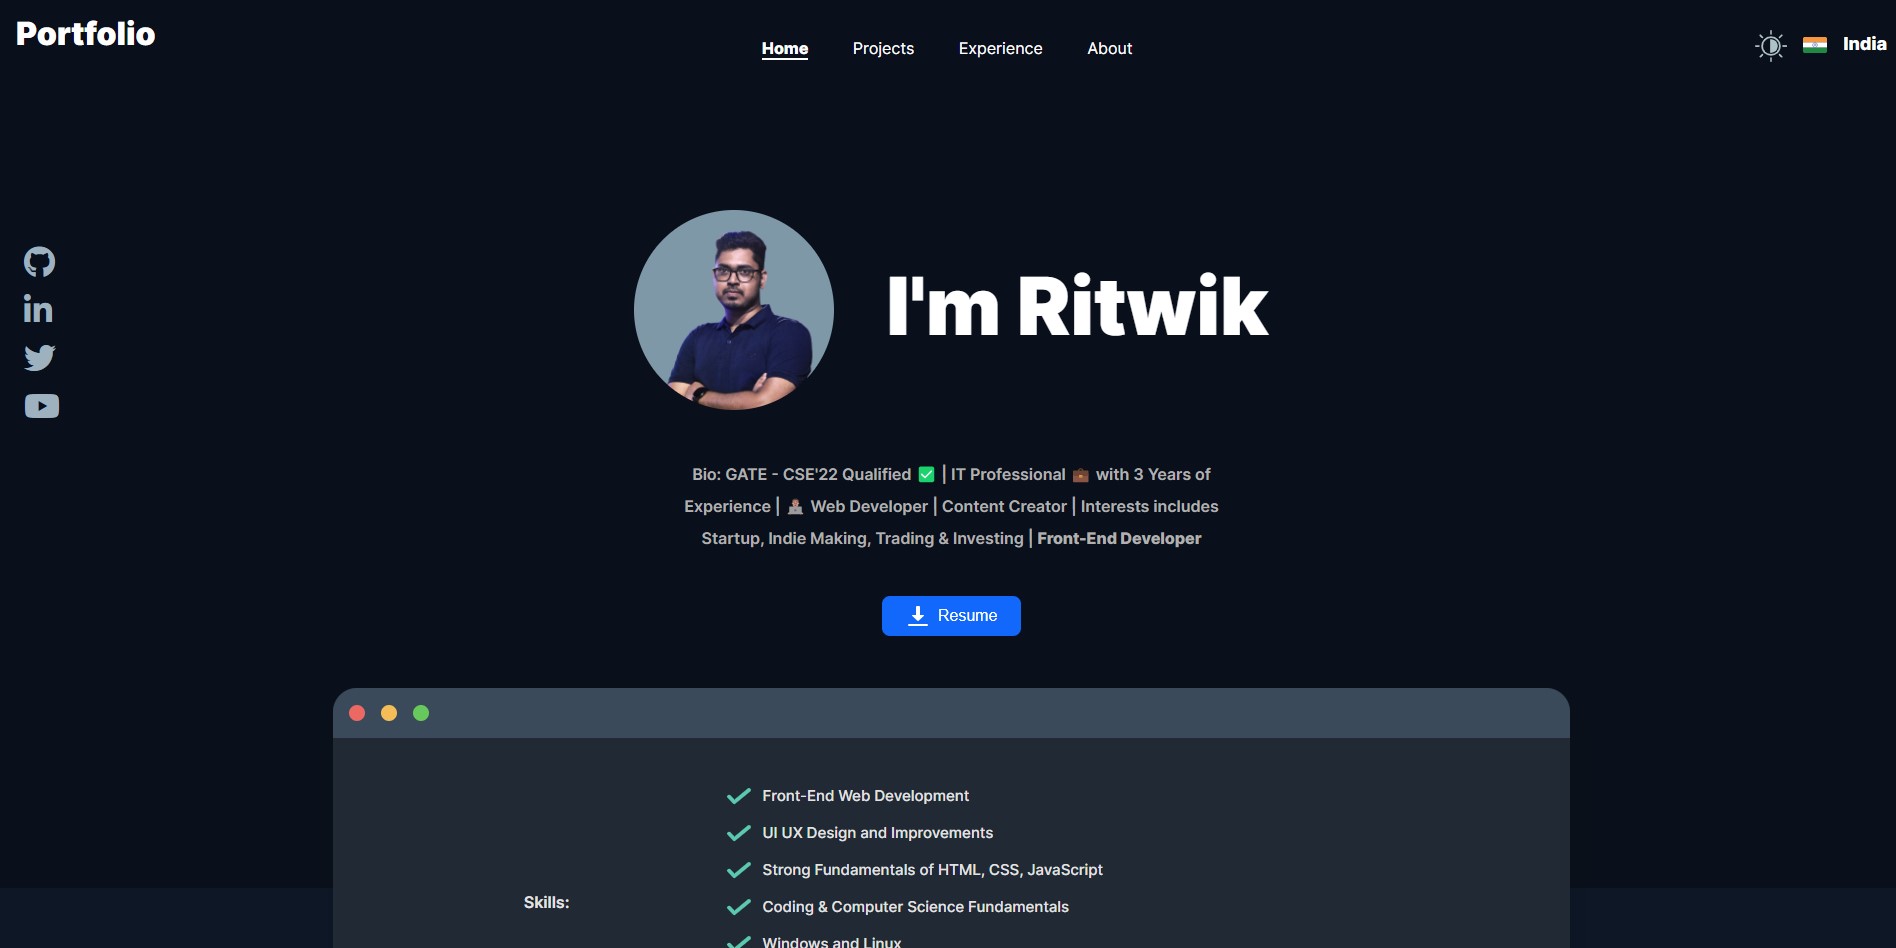 Portfolio
Home
Projects
Experience
About
India
I'm Ritwik
Bio: GATE - CSE'22 Qualified ✅ | IT Professional 💼 with 3 Years of
Experience | 👨🏽‍💻 Web Developer | Content Creator | Interests includes
Startup, Indie Making, Trading & Investing | Front-End Developer
Resume
Skills:
Front-End Web Development
UI UX Design and Improvements
Strong Fundamentals of HTML, CSS, JavaScript
Coding & Computer Science Fundamentals
Windows and Linux